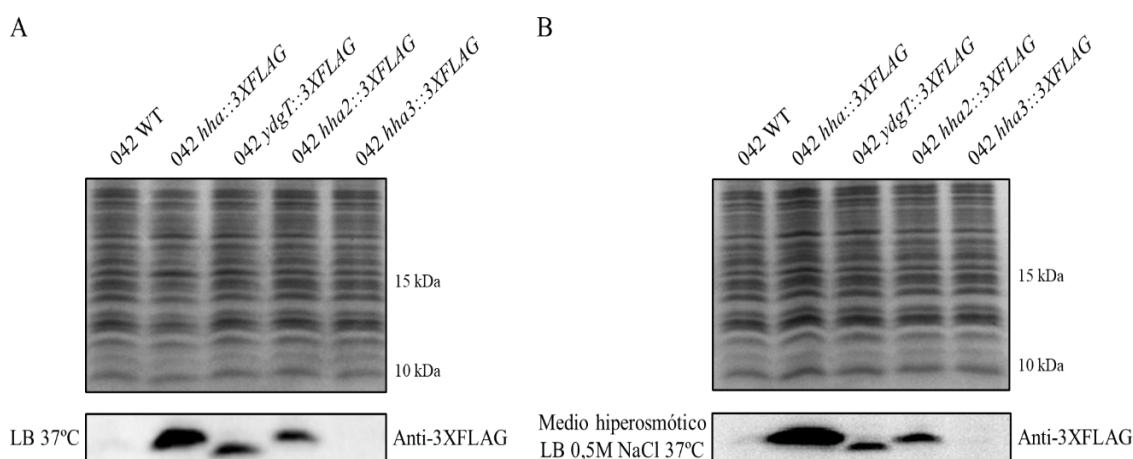 A
042 WT
042 hha::3XFLAG
042 ydgT::3XFLAG
042 hha2::3XFLAG
042 hha3::3XFLAG
15 kDa
10 kDa
LB 37ºC
Anti-3XFLAG
B
042 WT
042 hha::3XFLAG
042 ydgT::3XFLAG
042 hha2::3XFLAG
042 hha3::3XFLAG
15 kDa
10 kDa
Medio hiperosmótico
LB 0,5M NaCl 37ºC
Anti-3XFLAG